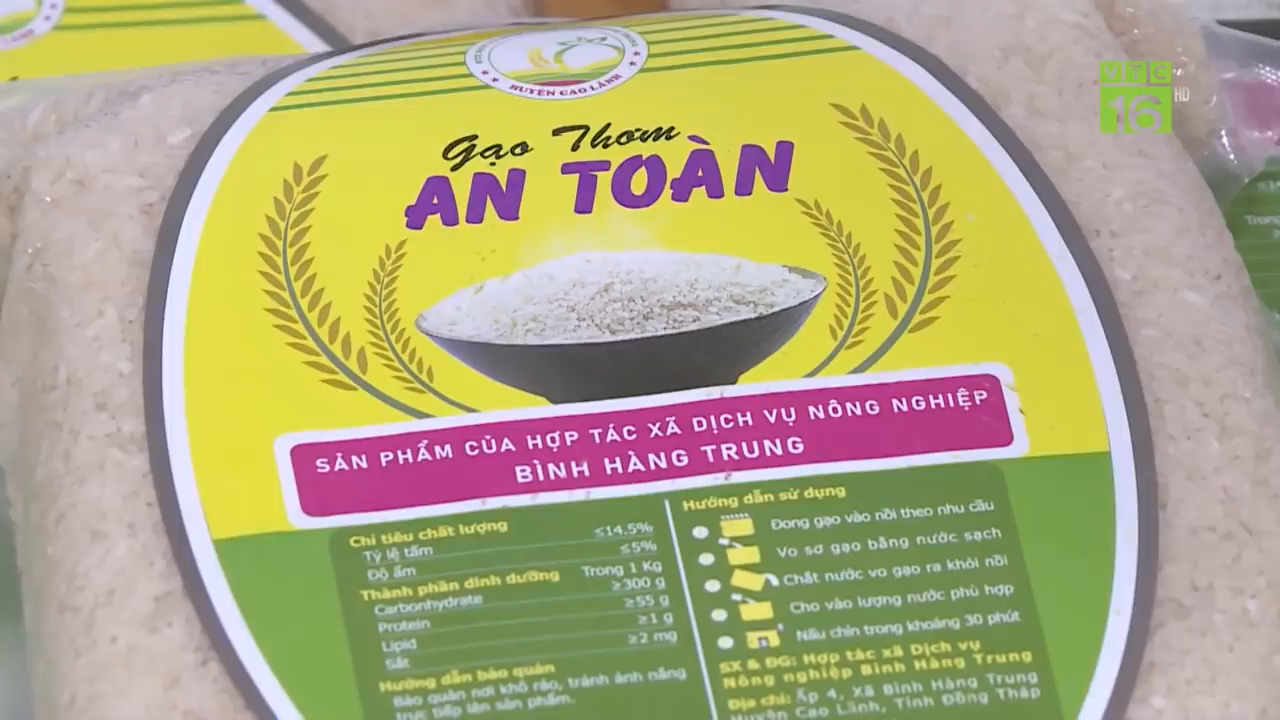 VTC
16
HD
HUYỆN CAO LÃNH
Gạo Thơm
AN TOÀN
SẢN PHẨM CỦA HỢP TÁC XÃ DỊCH VỤ NÔNG NGHIỆP
BÌNH HÀNG TRUNG
Chỉ tiêu chất lượng
Tỷ lệ tấm ≤14,5%
Độ ẩm ≤5%
Thành phần dinh dưỡng Trong 1 Kg
Carbonhydrate ≥300 g
Protein ≥55 g
Lipid ≥1 g
Sắt ≥2 mg
Hướng dẫn bảo quản
Bảo quản nơi khô ráo, tránh ánh nắng
trực tiếp lên sản phẩm.
Hướng dẫn sử dụng
Đong gạo vào nồi theo nhu cầu
Vo sơ gạo bằng nước sạch
Chắt nước vo gạo ra khỏi nồi
Cho vào lượng nước phù hợp
Nấu chín trong khoảng 30 phút
SX & ĐG: Hợp tác xã Dịch vụ
Nông nghiệp Bình Hàng Trung
Địa chỉ: Ấp 4, Xã Bình Hàng Trung
Huyện Cao Lãnh, Tỉnh Đồng Tháp